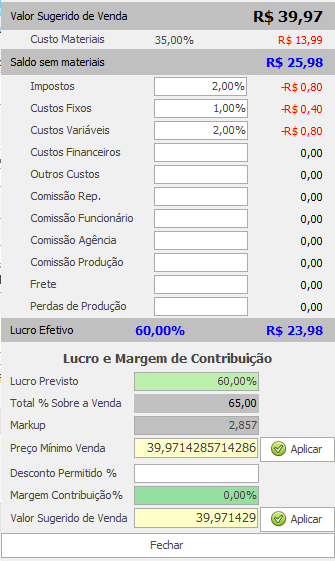 Valor Sugerido de Venda R$ 39,97
Custo Materiais 35,00% R$ 13,99
Saldo sem materiais R$ 25,98
Impostos 2,00% -R$ 0,80
Custos Fixos 1,00% -R$ 0,40
Custos Variáveis 2,00% -R$ 0,80
Custos Financeiros 0,00
Outros Custos 0,00
Comissão Rep. 0,00
Comissão Funcionário 0,00
Comissão Agência 0,00
Comissão Produção 0,00
Frete 0,00
Perdas de Produção 0,00
Lucro Efetivo 60,00% R$ 23,98
Lucro e Margem de Contribuição
Lucro Previsto 60,00%
Total % Sobre a Venda 65,00
Markup 2,857
Preço Mínimo Venda 39,9714285714286 Aplicar
Desconto Permitido %
Margem Contribuição% 0,00%
Valor Sugerido de Venda 39,971429 Aplicar
Fechar